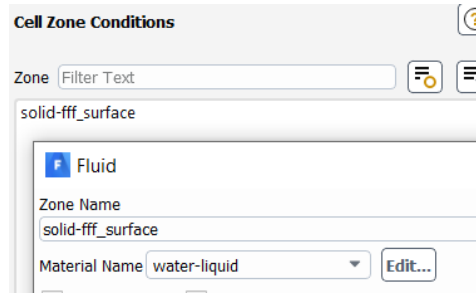 Cell Zone Conditions
Zone Filter Text
solid-fff_surface
F Fluid
Zone Name
solid-fff_surface
Material Name water-liquid Edit...